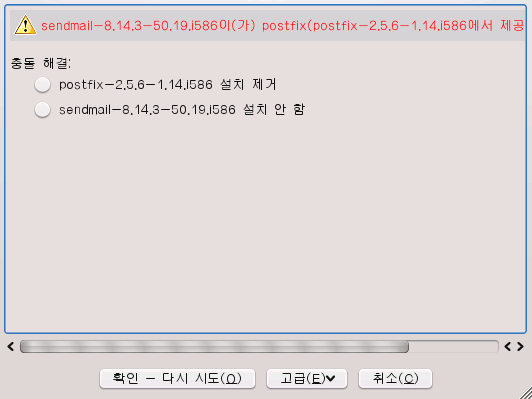 sendmail-8.14.3-50.19.i586이(가) postfix(postfix-2.5.6-1.14.i586에서 제공
충돌 해결:
postfix-2.5.6-1.14.i586 설치 제거
sendmail-8.14.3-50.19.i586 설치 안 함
확인 - 다시 시도(O) 고급(E) 취소(C)